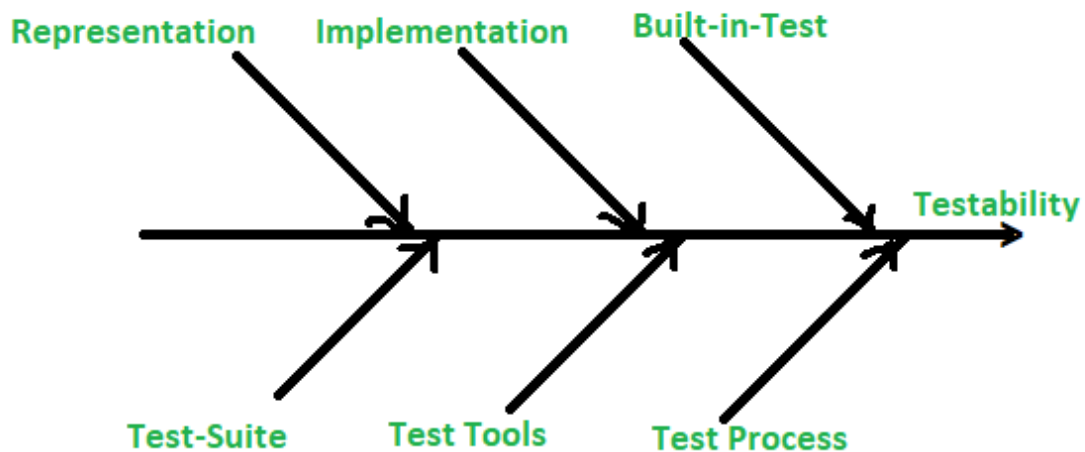 Representation
Implementation
Built-in-Test
Testability
Test-Suite
Test Tools
Test Process